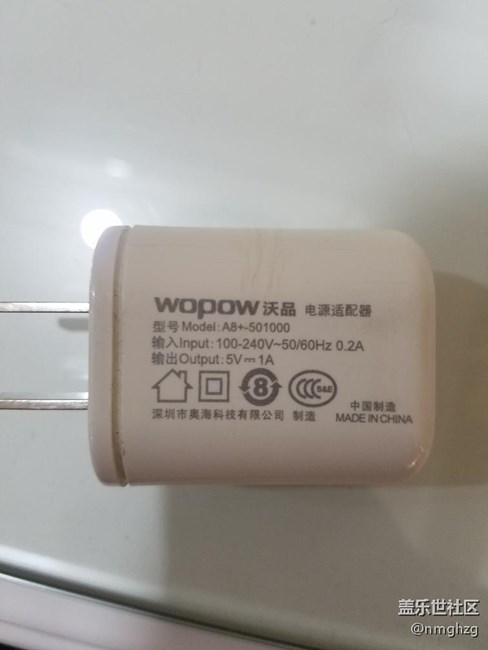 wopow沃品 电源适配器
型号Model: A8+-501000
输入Input: 100-240V~50/60Hz 0.2A
输出Output: 5V⎓1A
8 CCC S&E
深圳市奥海科技有限公司 制造
中国制造
MADE IN CHINA
盖乐世社区
@nmghzg